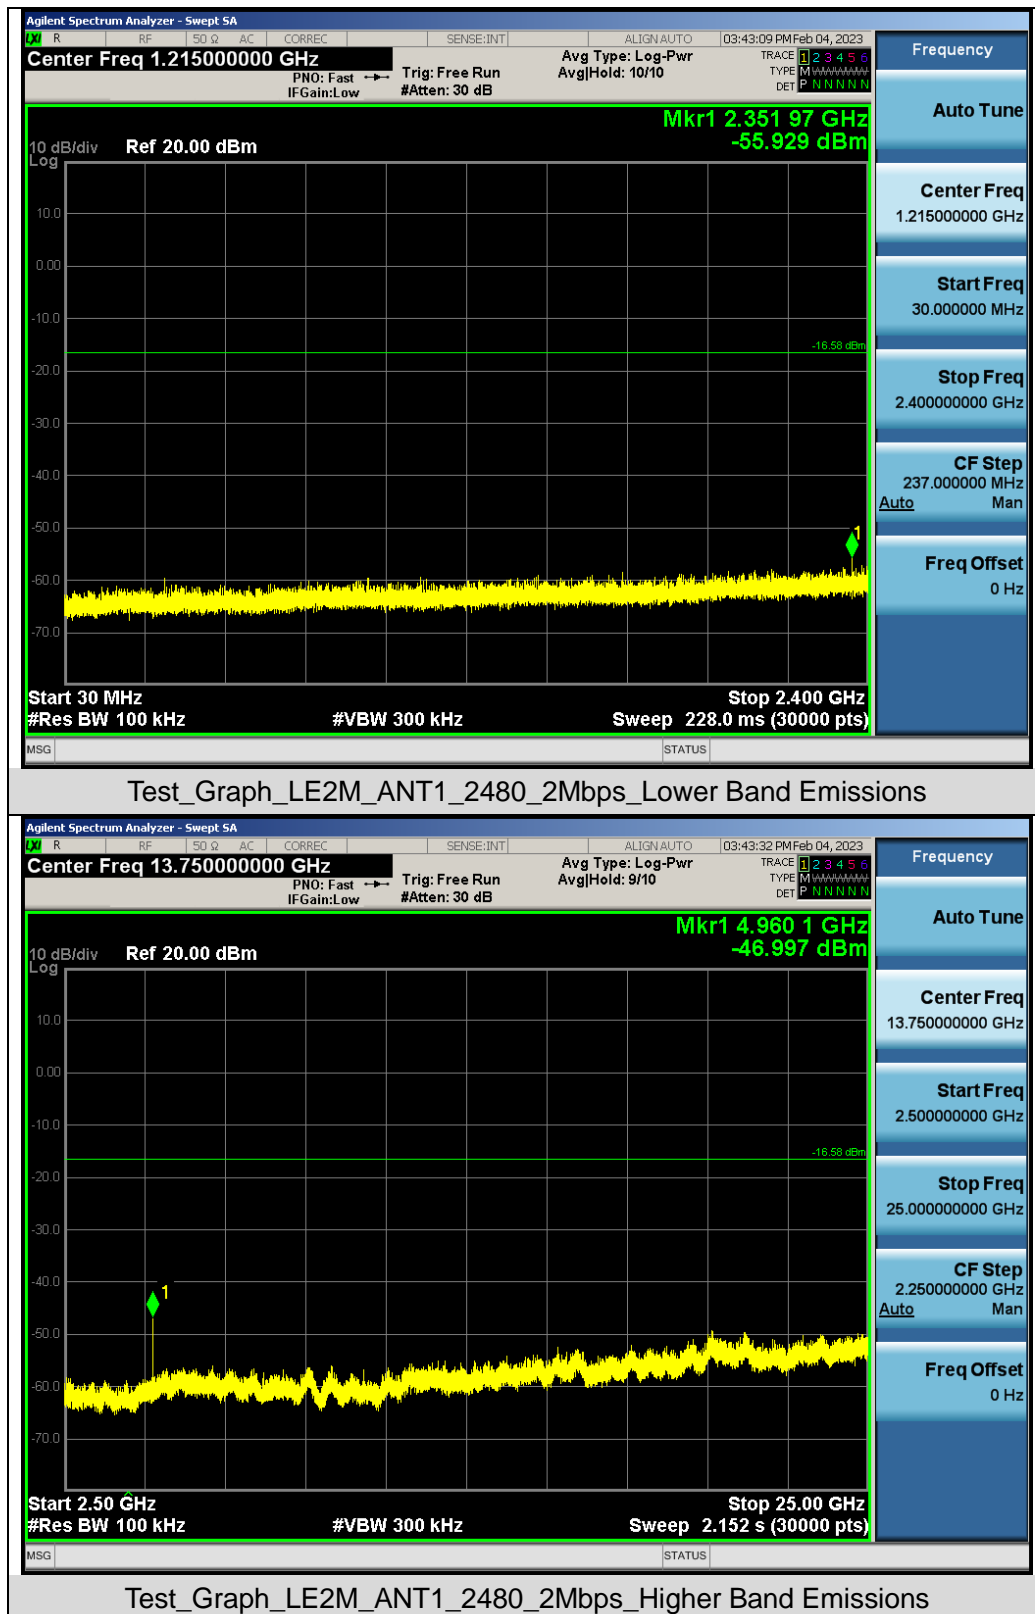 Agilent Spectrum Analyzer - Swept SA
LXI R RF 50 Ω AC CORREC SENSE:INT ALIGN AUTO 03:43:09 PM Feb 04, 2023
Center Freq 1.215000000 GHz
PNO: Fast
IFGain:Low
Trig: Free Run
#Atten: 30 dB
Avg Type: Log-Pwr
Avg|Hold: 10/10
TRACE 1 2 3 4 5 6
TYPE M
DET P N N N N N
Frequency
Auto Tune
Center Freq
1.215000000 GHz
Start Freq
30.000000 MHz
Stop Freq
2.400000000 GHz
CF Step
237.000000 MHz
Auto Man
Freq Offset
0 Hz
Mkr1 2.351 97 GHz
-55.929 dBm
10 dB/div Ref 20.00 dBm
Log
10.0
0.00
-10.0
-16.58 dBm
-20.0
-30.0
-40.0
-50.0
1
-60.0
-70.0
Start 30 MHz Stop 2.400 GHz
#Res BW 100 kHz #VBW 300 kHz Sweep 228.0 ms (30000 pts)
MSG STATUS
Test_Graph_LE2M_ANT1_2480_2Mbps_Lower Band Emissions
Agilent Spectrum Analyzer - Swept SA
LXI R RF 50 Ω AC CORREC SENSE:INT ALIGN AUTO 03:43:32 PM Feb 04, 2023
Center Freq 13.750000000 GHz
PNO: Fast
IFGain:Low
Trig: Free Run
#Atten: 30 dB
Avg Type: Log-Pwr
Avg|Hold: 9/10
TRACE 1 2 3 4 5 6
TYPE M
DET P N N N N N
Frequency
Auto Tune
Center Freq
13.750000000 GHz
Start Freq
2.500000000 GHz
Stop Freq
25.000000000 GHz
CF Step
2.250000000 GHz
Auto Man
Freq Offset
0 Hz
Mkr1 4.960 1 GHz
-46.997 dBm
10 dB/div Ref 20.00 dBm
Log
10.0
0.00
-10.0
-16.58 dBm
-20.0
-30.0
-40.0
1
-50.0
-60.0
-70.0
Start 2.50 GHz Stop 25.00 GHz
#Res BW 100 kHz #VBW 300 kHz Sweep 2.152 s (30000 pts)
MSG STATUS
Test_Graph_LE2M_ANT1_2480_2Mbps_Higher Band Emissions